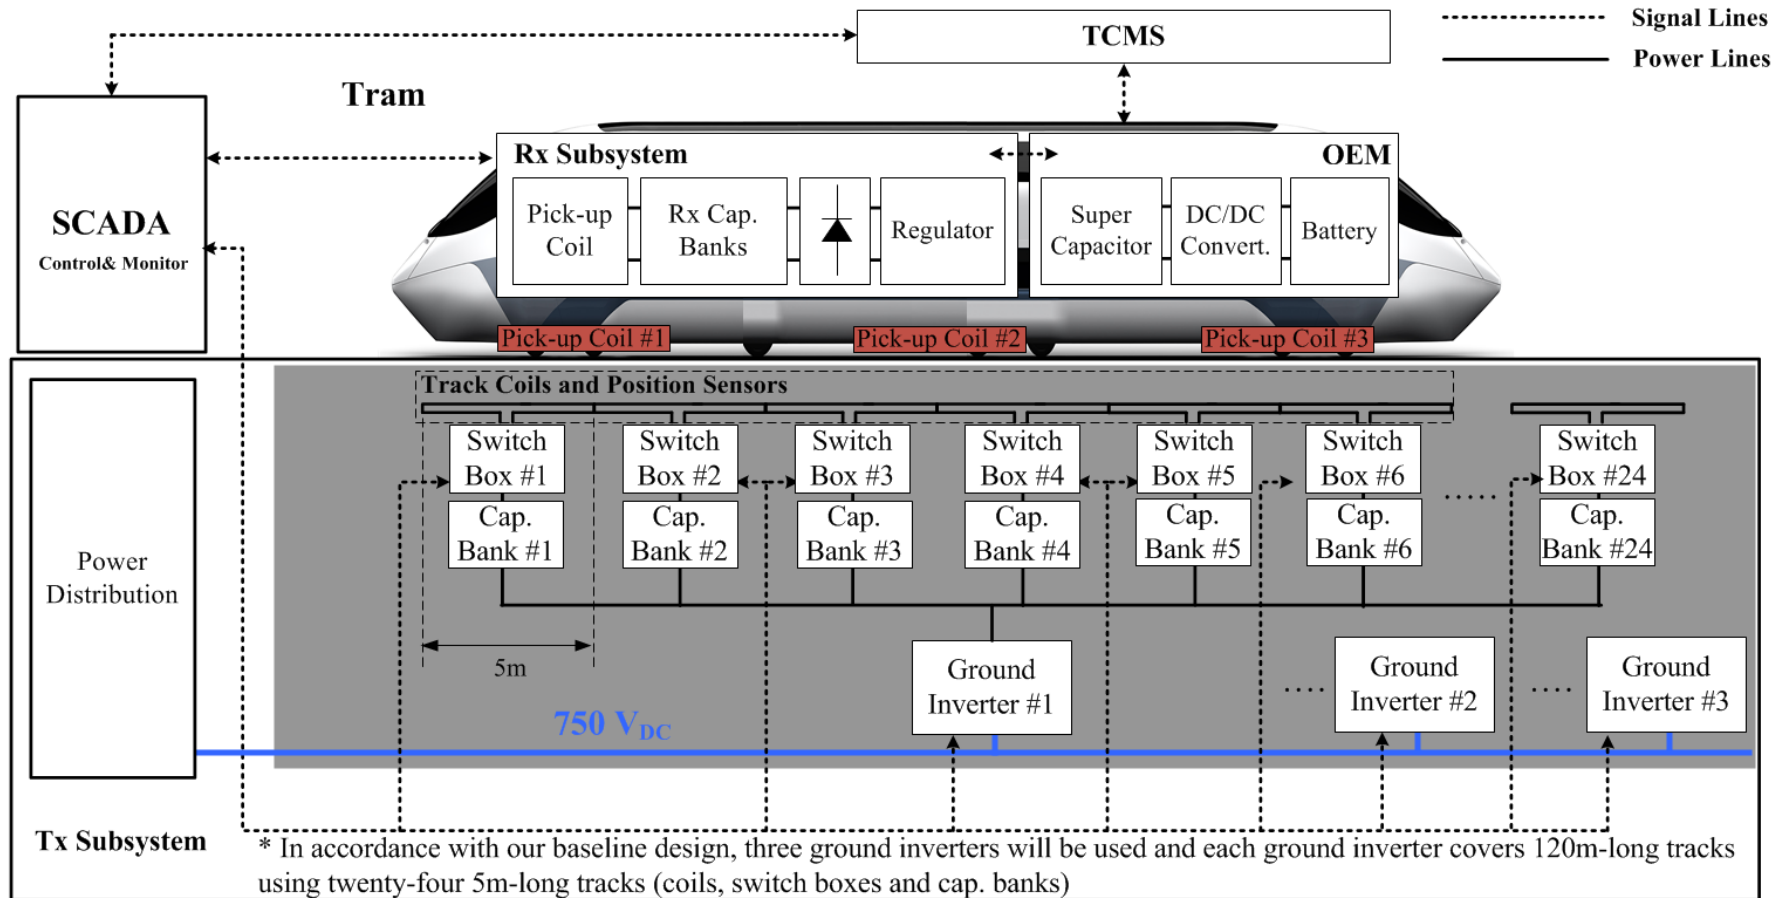 Signal Lines
Power Lines
TCMS
Tram
SCADA
Control& Monitor
Rx Subsystem
OEM
Pick-up
Coil
Rx Cap.
Banks
Regulator
Super
Capacitor
DC/DC
Convert.
Battery
Pick-up Coil #1
Pick-up Coil #2
Pick-up Coil #3
Track Coils and Position Sensors
Switch
Box #1
Switch
Box #2
Switch
Box #3
Switch
Box #4
Switch
Box #5
Switch
Box #6
.....
Switch
Box #24
Cap.
Bank #1
Cap.
Bank #2
Cap.
Bank #3
Cap.
Bank #4
Cap.
Bank #5
Cap.
Bank #6
Cap.
Bank #24
Power
Distribution
5m
Ground
Inverter #1
....
Ground
Inverter #2
....
Ground
Inverter #3
750 VDC
Tx Subsystem
* In accordance with our baseline design, three ground inverters will be used and each ground inverter covers 120m-long tracks
using twenty-four 5m-long tracks (coils, switch boxes and cap. banks)